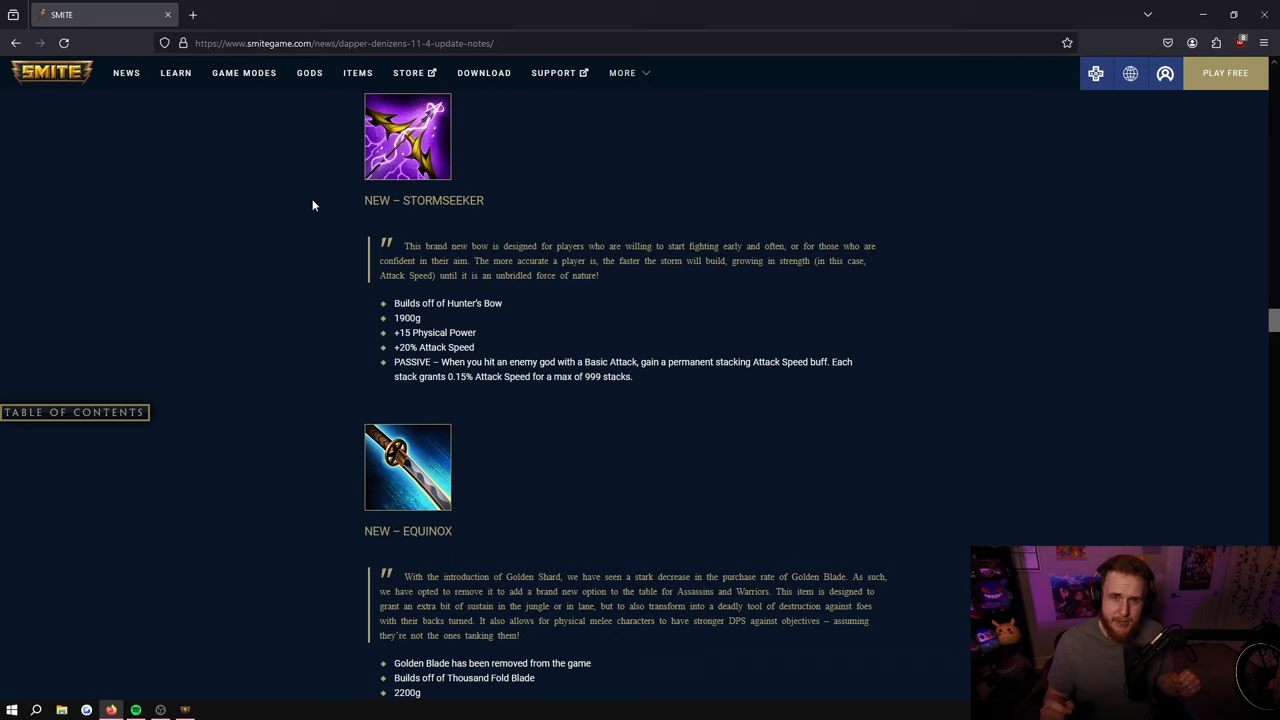 SMITE
https://www.smitegame.com/news/dapper-denizens-11-4-update-notes/
8
SMITE
NEWS
LEARN
GAME MODES
GODS
ITEMS
STORE
DOWNLOAD
SUPPORT
MORE
PLAY FREE
NEW – STORMSEEKER
" This brand new bow is designed for players who are willing to start fighting early and often, or for those who are
confident in their aim. The more accurate a player is, the faster the storm will build, growing in strength (in this case,
Attack Speed) until it is an unbridled force of nature!
Builds off of Hunter's Bow
1900g
+15 Physical Power
+20% Attack Speed
PASSIVE – When you hit an enemy god with a Basic Attack, gain a permanent stacking Attack Speed buff. Each
stack grants 0.15% Attack Speed for a max of 999 stacks.
TABLE OF CONTENTS
NEW – EQUINOX
" With the introduction of Golden Shard, we have seen a stark decrease in the purchase rate of Golden Blade. As such,
we have opted to remove it to add a brand new option to the table for Assassins and Warriors. This item is designed to
grant an extra bit of sustain in the jungle or in lane, but to also transform into a deadly tool of destruction against foes
with their backs turned. It also allows for physical melee characters to have stronger DPS against objectives – assuming
they're not the ones tanking them!
Golden Blade has been removed from the game
Builds off of Thousand Fold Blade
2200g